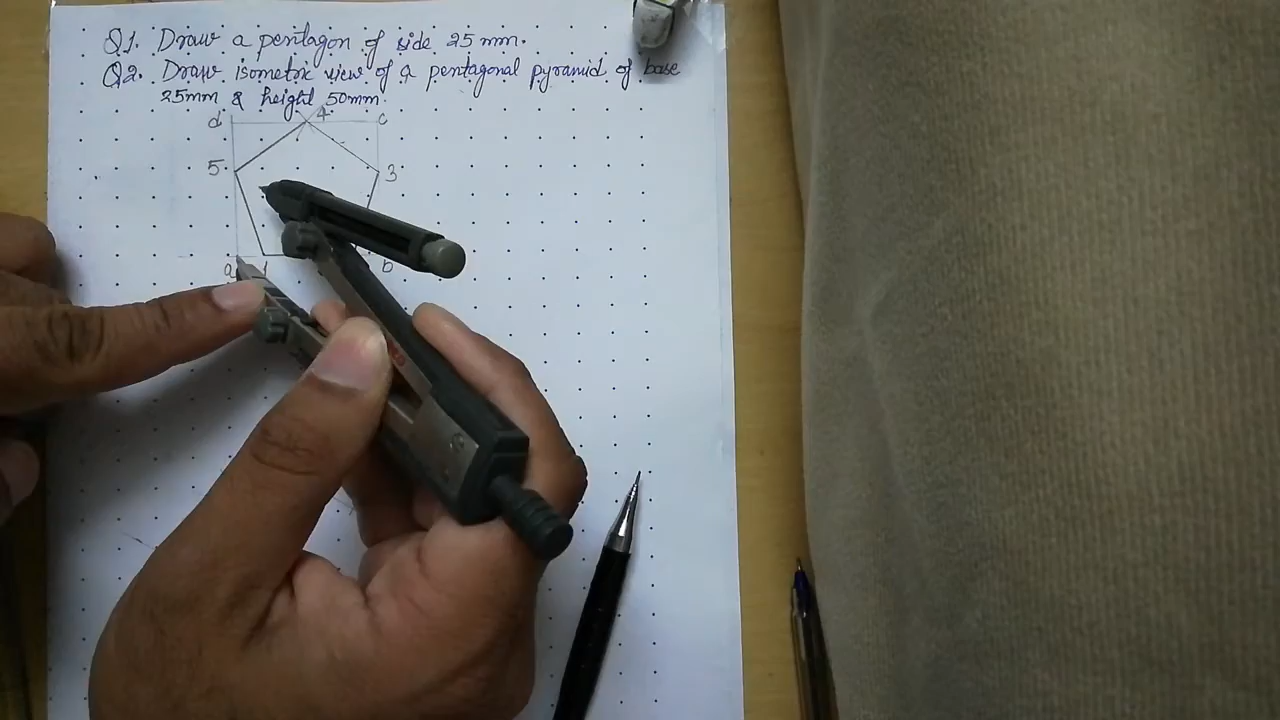 Q1. Draw a pentagon of side 25 mm.
Q2. Draw isometric view of a pentagonal pyramid of base
25mm & height 50mm.
d 4 c
5 3
a 1 b